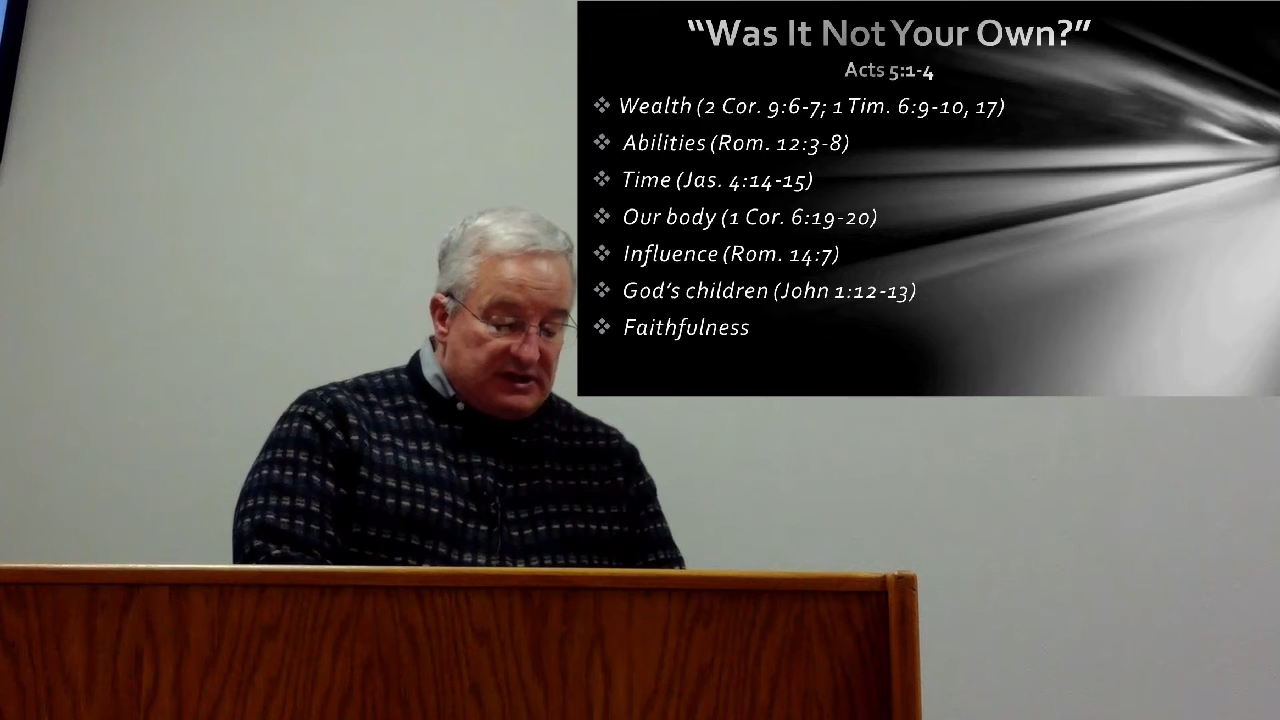 “Was It Not Your Own?”
Acts 5:1-4
Wealth (2 Cor. 9:6-7; 1 Tim. 6:9-10, 17)
Abilities (Rom. 12:3-8)
Time (Jas. 4:14-15)
Our body (1 Cor. 6:19-20)
Influence (Rom. 14:7)
God’s children (John 1:12-13)
Faithfulness